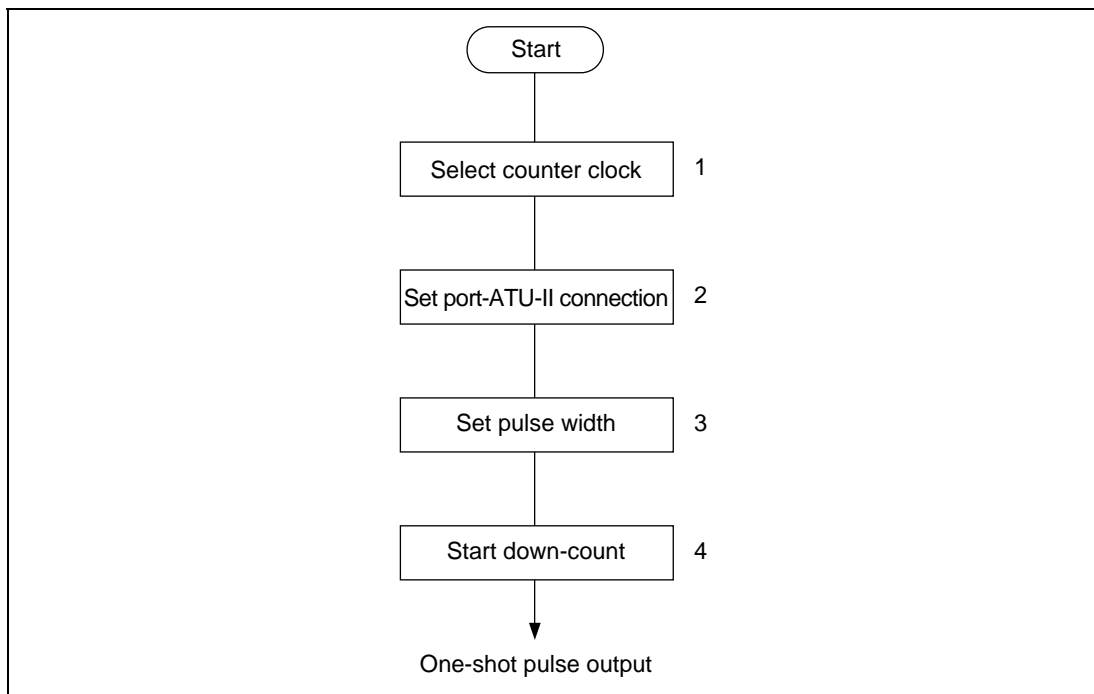 Start
Select counter clock 1
Set port-ATU-II connection 2
Set pulse width 3
Start down-count 4
One-shot pulse output